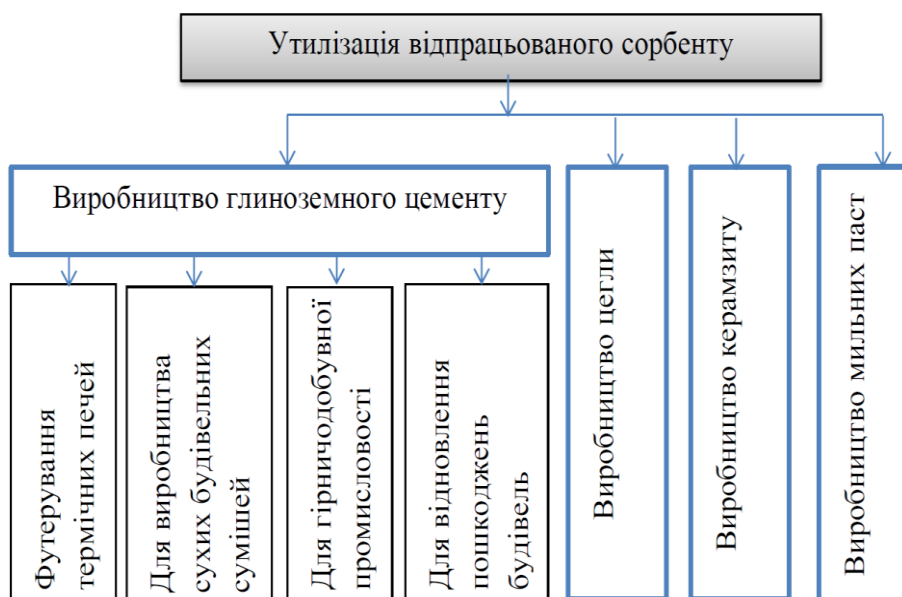 Утилізація відпрацьованого сорбенту
Виробництво глиноземного цементу
Футерування
термічних печей
Для виробництва
сухих будівельних
сумішей
Для гірничодобувної
промисловості
Для відновлення
пошкоджень
будівель
Виробництво цегли
Виробництво керамзиту
Виробництво мильних паст